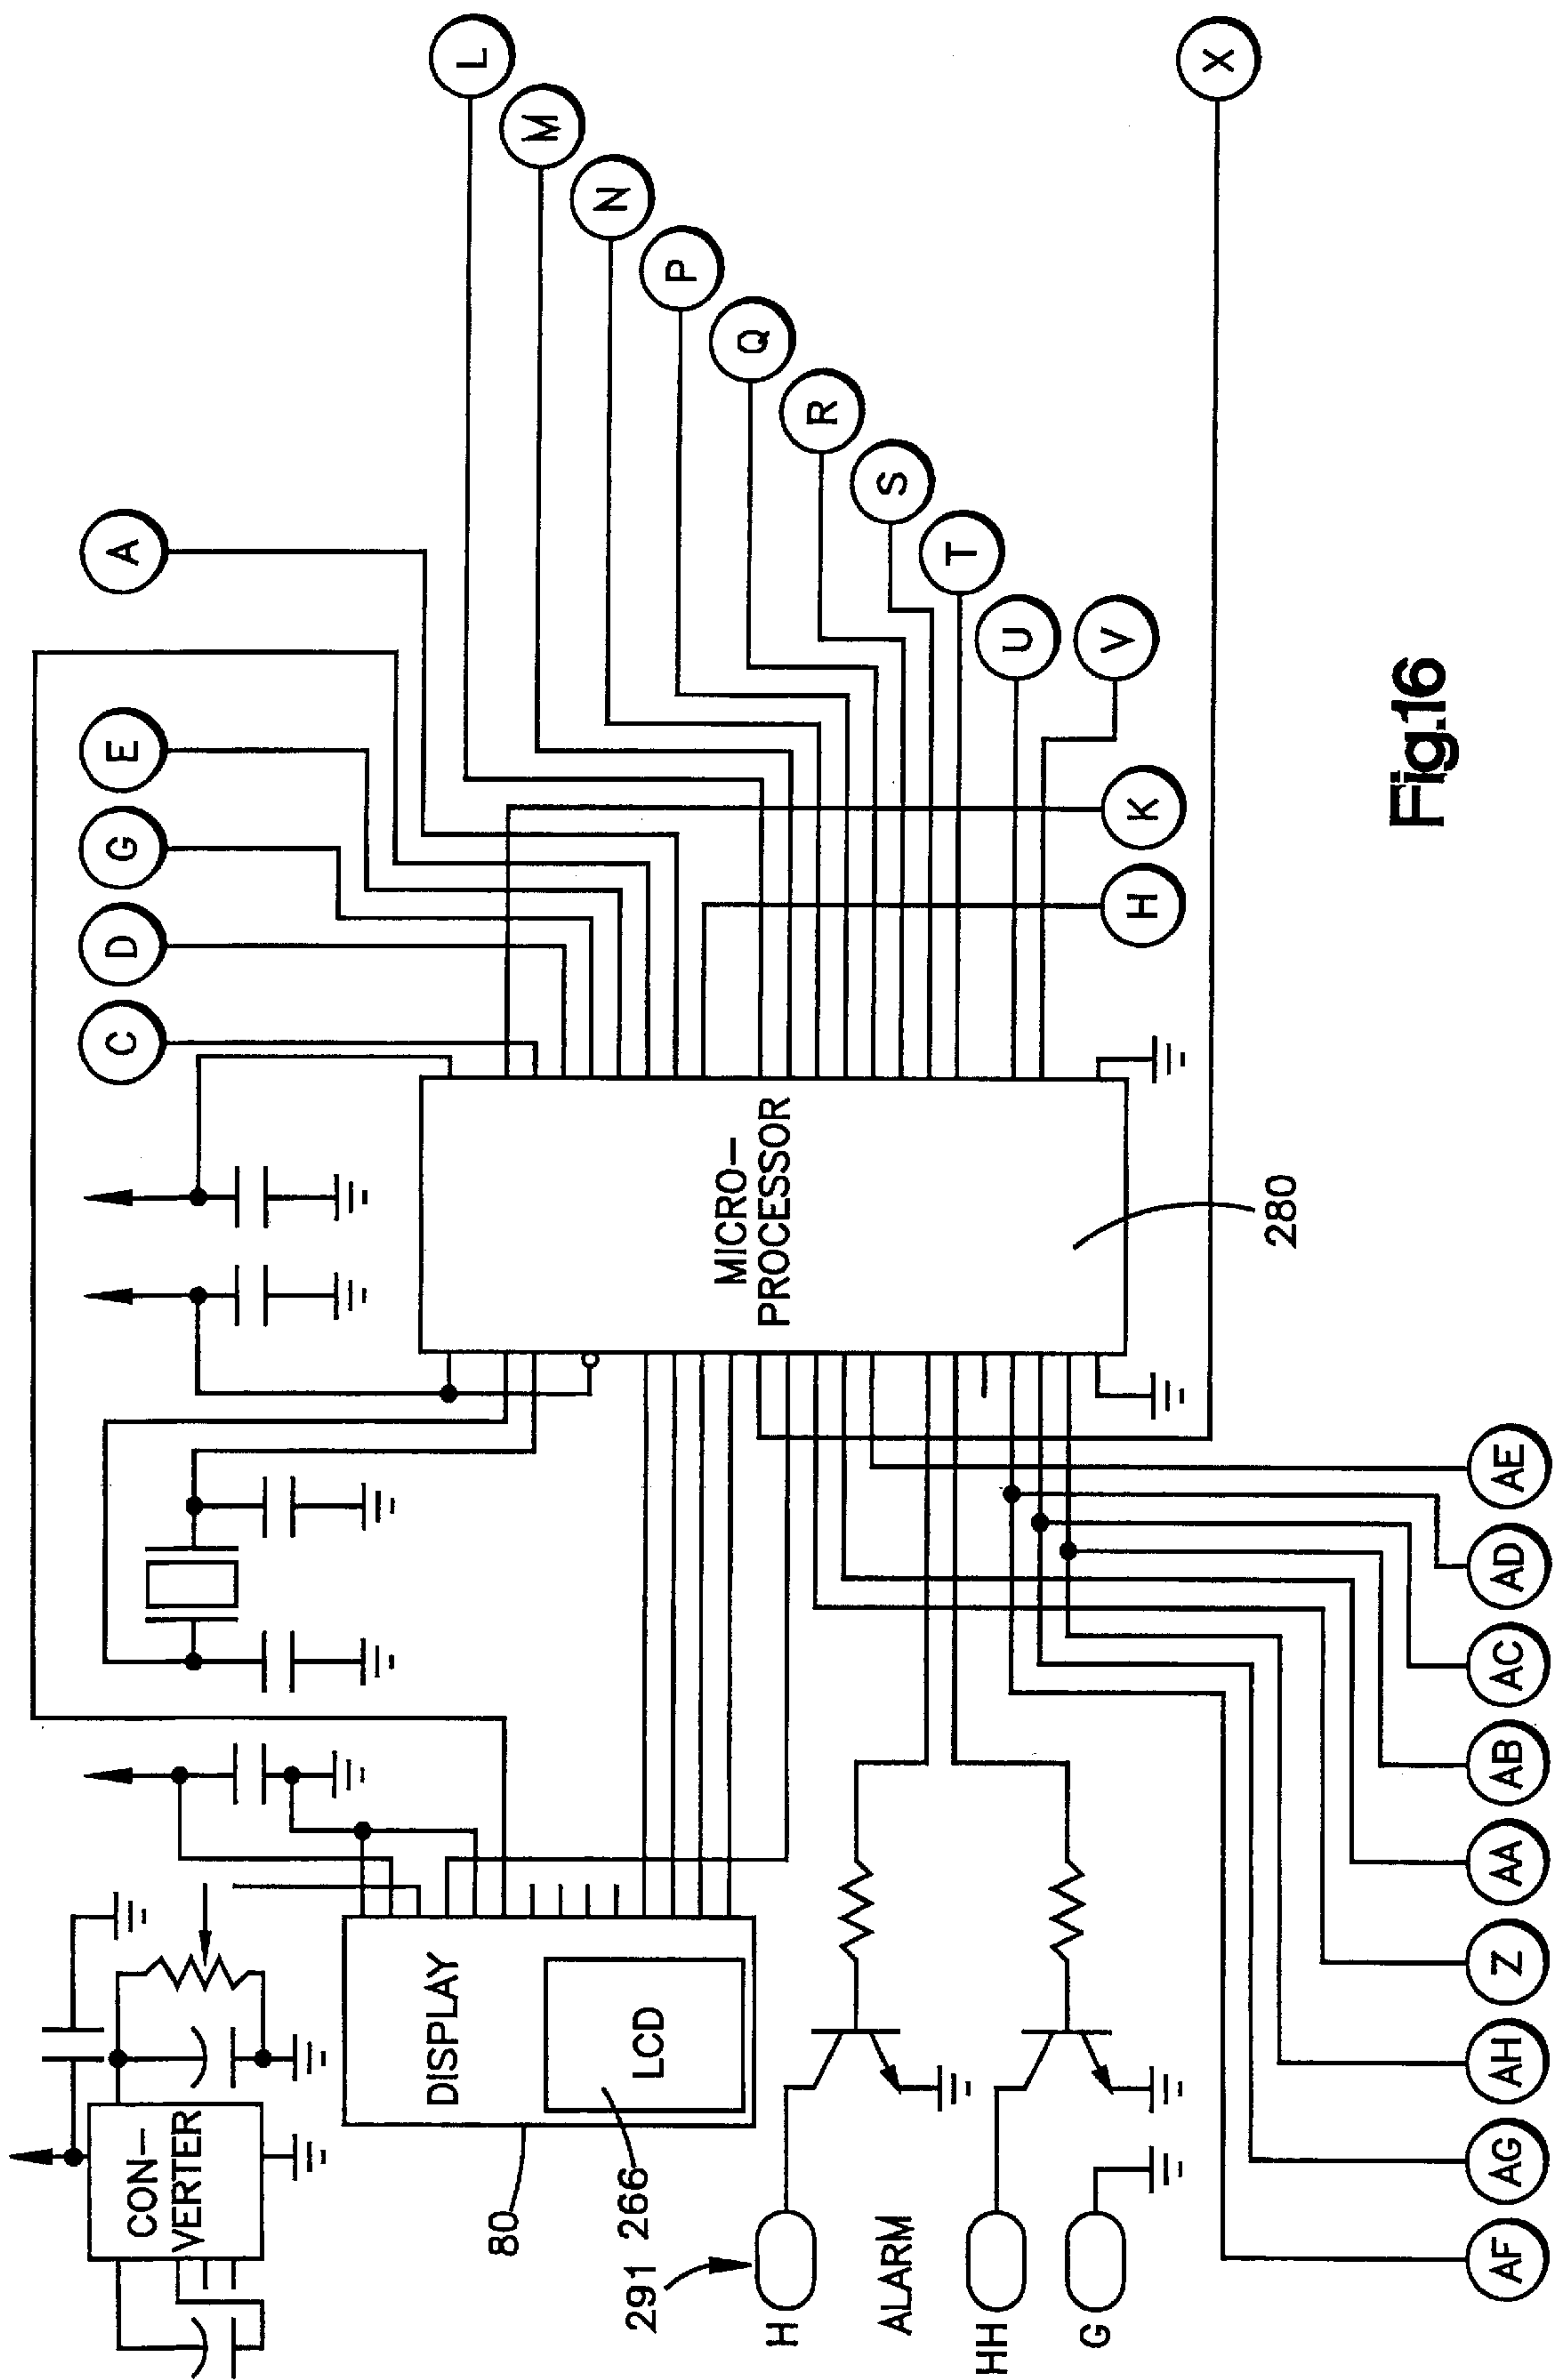 CON-
VERTER
DISPLAY
LCD
80
266
291
H
ALARM
HH
G
MICRO-
PROCESSOR
280
C
D
G
E
A
L
M
N
P
Q
R
S
T
U
V
X
K
H
AF
AG
AH
Z
AA
AB
AC
AD
AE
Fig.16